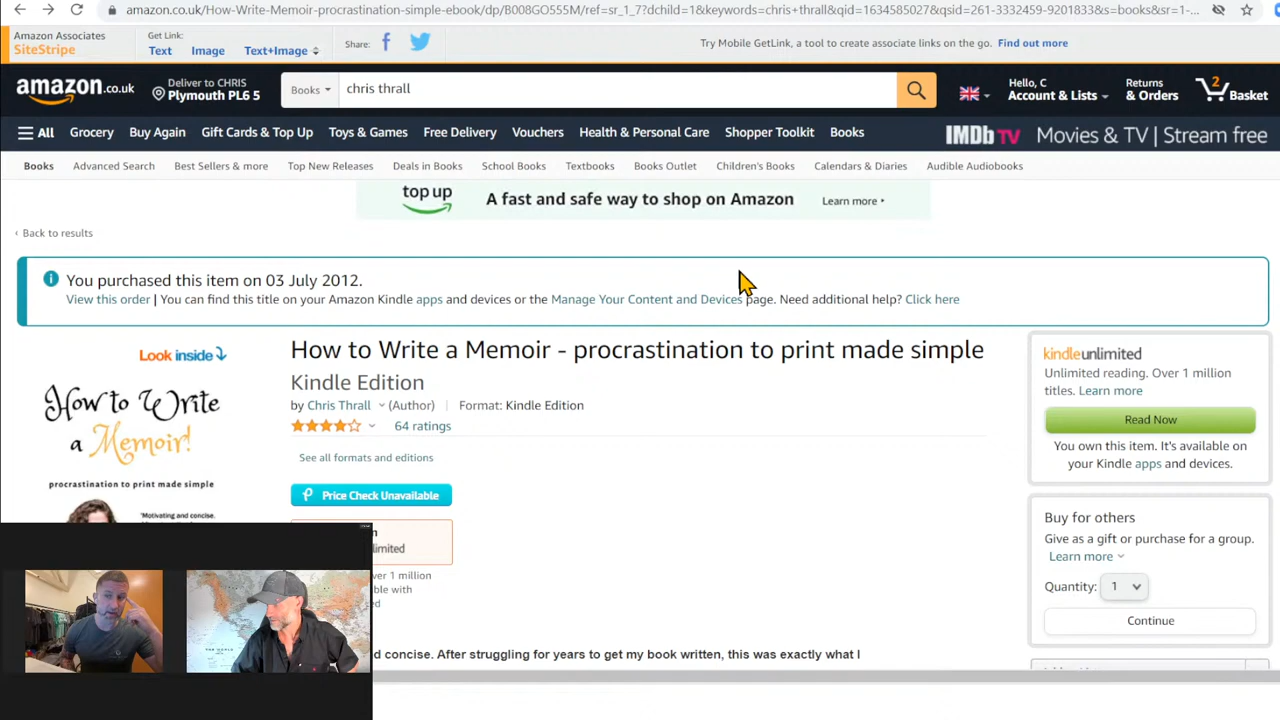 amazon.co.uk/How-Write-Memoir-procrastination-simple-ebook/dp/B008GO555M/ref=sr_1_7?dchild=1&keywords=chris+thrall&qid=1634585027&qsid=261-3332459-9201833&s=books&sr=1-...
Amazon Associates
SiteStripe
Get Link:
Text Image Text+Image
Share:
Try Mobile GetLink, a tool to create associate links on the go. Find out more
amazon.co.uk
Deliver to CHRIS
Plymouth PL6 5
Books
chris thrall
Hello, C
Account & Lists
Returns
& Orders
2
Basket
All Grocery Buy Again Gift Cards & Top Up Toys & Games Free Delivery Vouchers Health & Personal Care Shopper Toolkit Books
IMDb TV Movies & TV | Stream free
Books Advanced Search Best Sellers & more Top New Releases Deals in Books School Books Textbooks Books Outlet Children's Books Calendars & Diaries Audible Audiobooks
top up
A fast and safe way to shop on Amazon Learn more
‹ Back to results
You purchased this item on 03 July 2012.
View this order | You can find this title on your Amazon Kindle apps and devices or the Manage Your Content and Devices page. Need additional help? Click here
Look inside
How to Write
a Memoir!
procrastination to print made simple
"Motivating and concise.
How to Write a Memoir - procrastination to print made simple
Kindle Edition
by Chris Thrall (Author) Format: Kindle Edition
64 ratings
See all formats and editions
Price Check Unavailable
n
limited
ver 1 million
ble with
ed
d concise. After struggling for years to get my book written, this was exactly what I
kindleunlimited
Unlimited reading. Over 1 million
titles. Learn more
Read Now
You own this item. It's available on
your Kindle apps and devices.
Buy for others
Give as a gift or purchase for a group.
Learn more
Quantity: 1
Continue